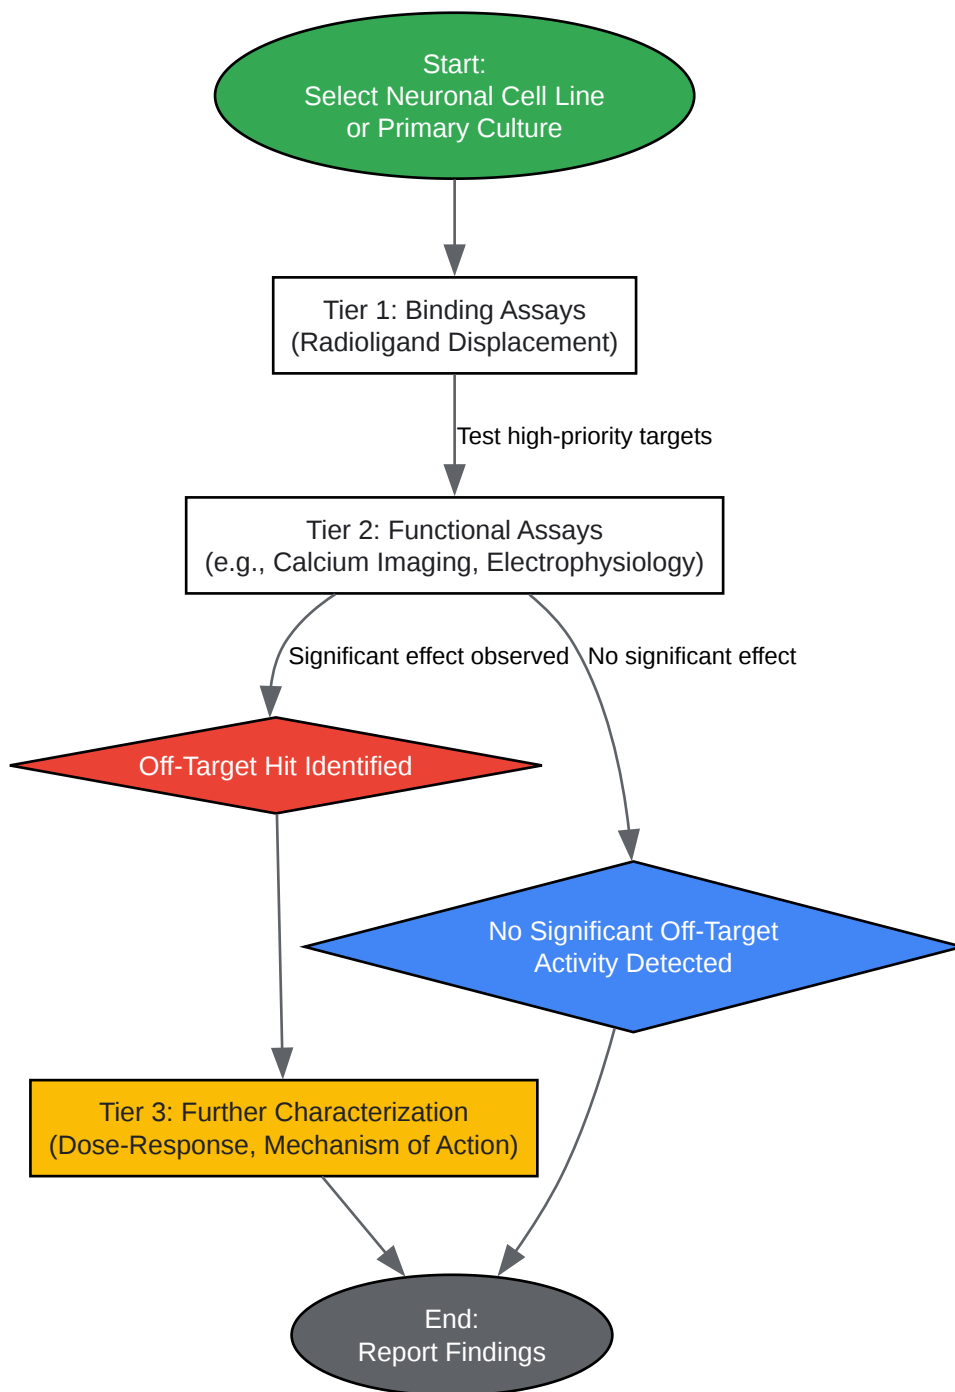 Start:
Select Neuronal Cell Line
or Primary Culture
Tier 1: Binding Assays
(Radioligand Displacement)
Test high-priority targets
Tier 2: Functional Assays
(e.g., Calcium Imaging, Electrophysiology)
Significant effect observed
No significant effect
Off-Target Hit Identified
No Significant Off-Target
Activity Detected
Tier 3: Further Characterization
(Dose-Response, Mechanism of Action)
End:
Report Findings